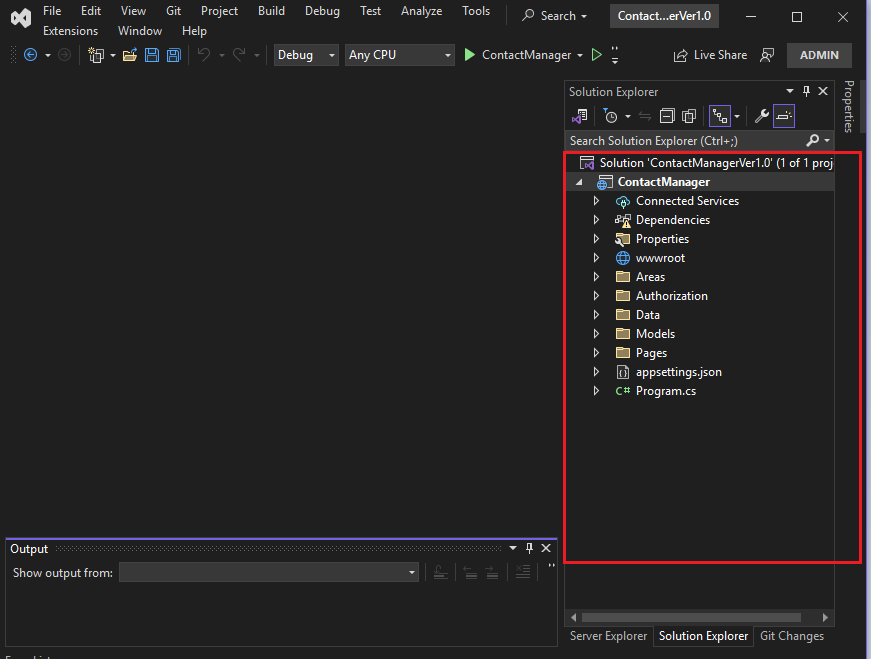 File Edit View Git Project Build Debug Test Analyze Tools Search Contact...erVer1.0
Extensions Window Help
Debug Any CPU ContactManager Live Share ADMIN
Solution Explorer
Properties
Search Solution Explorer (Ctrl+;)
Solution 'ContactManagerVer1.0' (1 of 1 proj
ContactManager
Connected Services
Dependencies
Properties
wwwroot
Areas
Authorization
Data
Models
Pages
appsettings.json
C# Program.cs
Output
Show output from:
Server Explorer Solution Explorer Git Changes